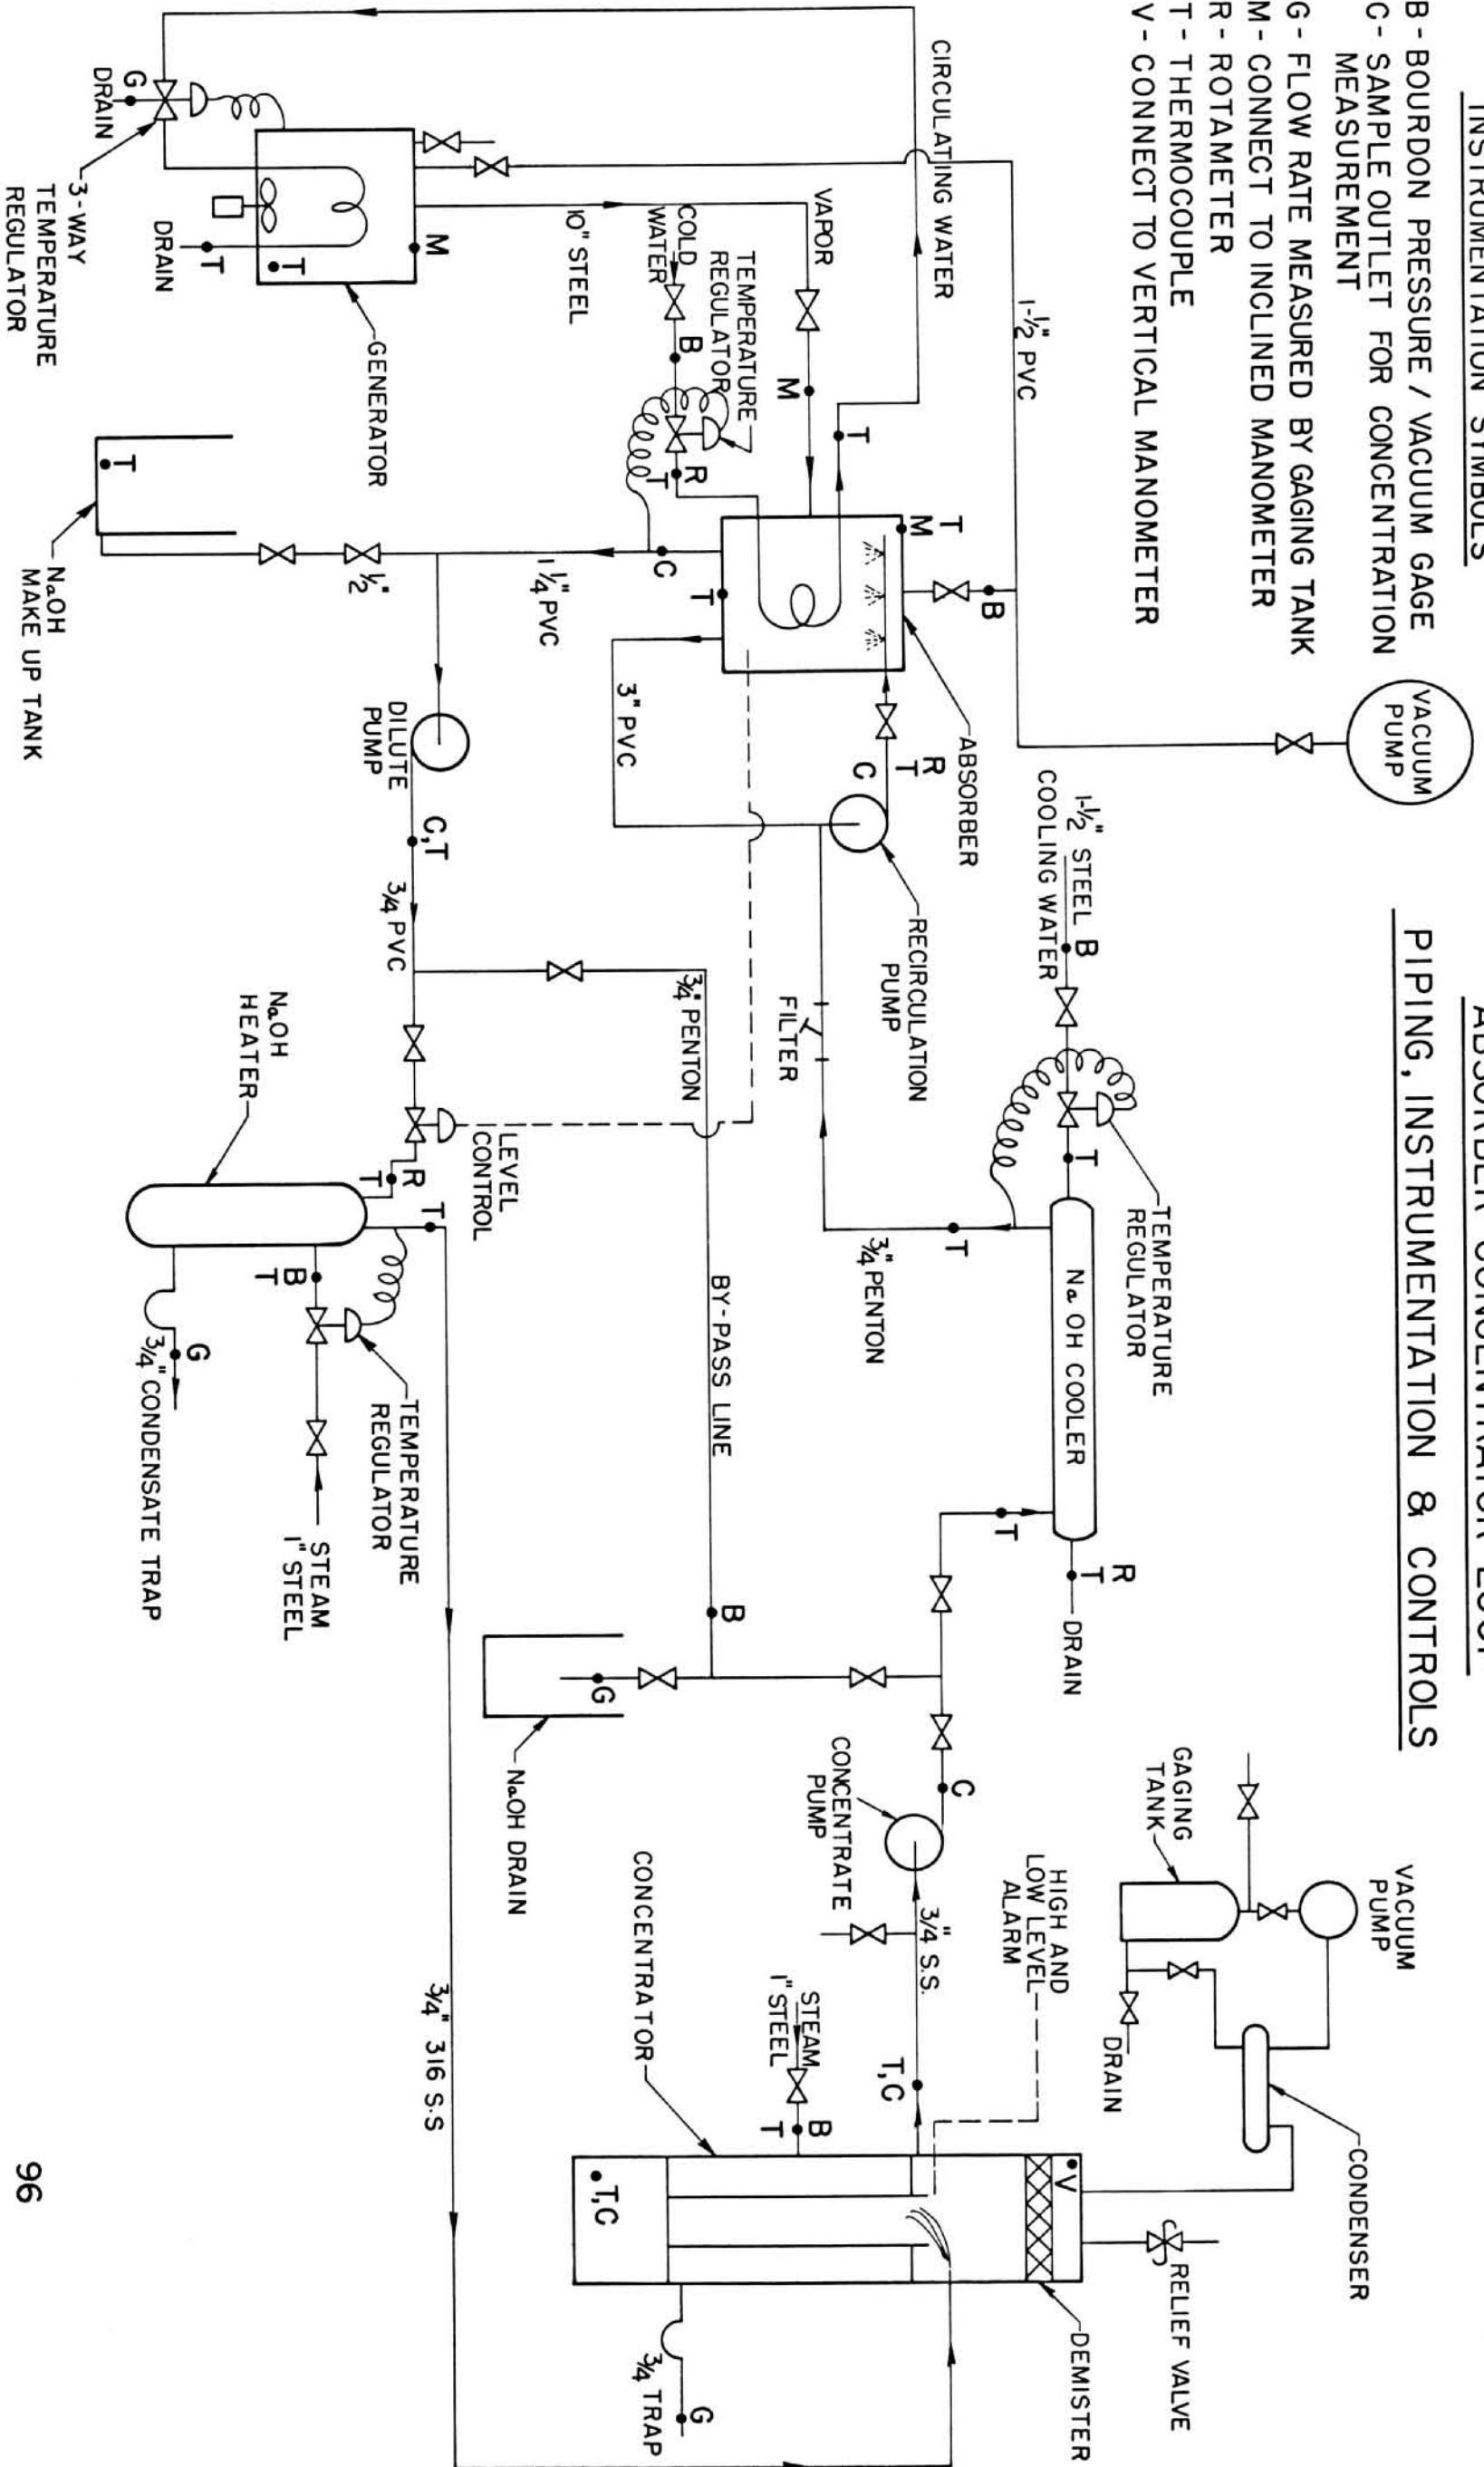 INSTRUMENTATION SYMBOLS
B - BOURDON PRESSURE / VACUUM GAGE
C - SAMPLE OUTLET FOR CONCENTRATION
MEASUREMENT
G - FLOW RATE MEASURED BY GAGING TANK
M - CONNECT TO INCLINED MANOMETER
R - ROTAMETER
T - THERMOCOUPLE
V - CONNECT TO VERTICAL MANOMETER
ABSORBER CONCENTRATOR LOOP
PIPING, INSTRUMENTATION & CONTROLS
VACUUM
PUMP
1-1/2" PVC
CIRCULATING WATER
VAPOR
M
T
T
M
B
ABSORBER
R
T
C
RECIRCULATION
PUMP
1-1/2" STEEL
COOLING WATER
B
T
TEMPERATURE
REGULATOR
NaOH COOLER
R
T
DRAIN
T
3/4" PENTON
T
FILTER
GAGING
TANK
VACUUM
PUMP
DRAIN
CONDENSER
RELIEF VALVE
V
DEMISTER
HIGH AND
LOW LEVEL
ALARM
T,C
3/4" S.S.
CONCENTRATE
PUMP
C
STEAM
1" STEEL
B
T
CONCENTRATOR
T,C
G
3/4 TRAP
TEMPERATURE
REGULATOR
COLD
WATER
B
R
T
10" STEEL
C
T
1 1/4" PVC
3" PVC
3/4" PENTON
BY-PASS LINE
B
G
NaOH DRAIN
M
GENERATOR
T
T
DRAIN
G
DRAIN
3-WAY
TEMPERATURE
REGULATOR
T
NaOH
MAKE UP TANK
1/2"
DILUTE
PUMP
C,T
3/4 PVC
LEVEL
CONTROL
R
T
T
NaOH
HEATER
B
T
TEMPERATURE
REGULATOR
STEAM
1" STEEL
G
3/4" CONDENSATE TRAP
3/4" 316 S.S
96